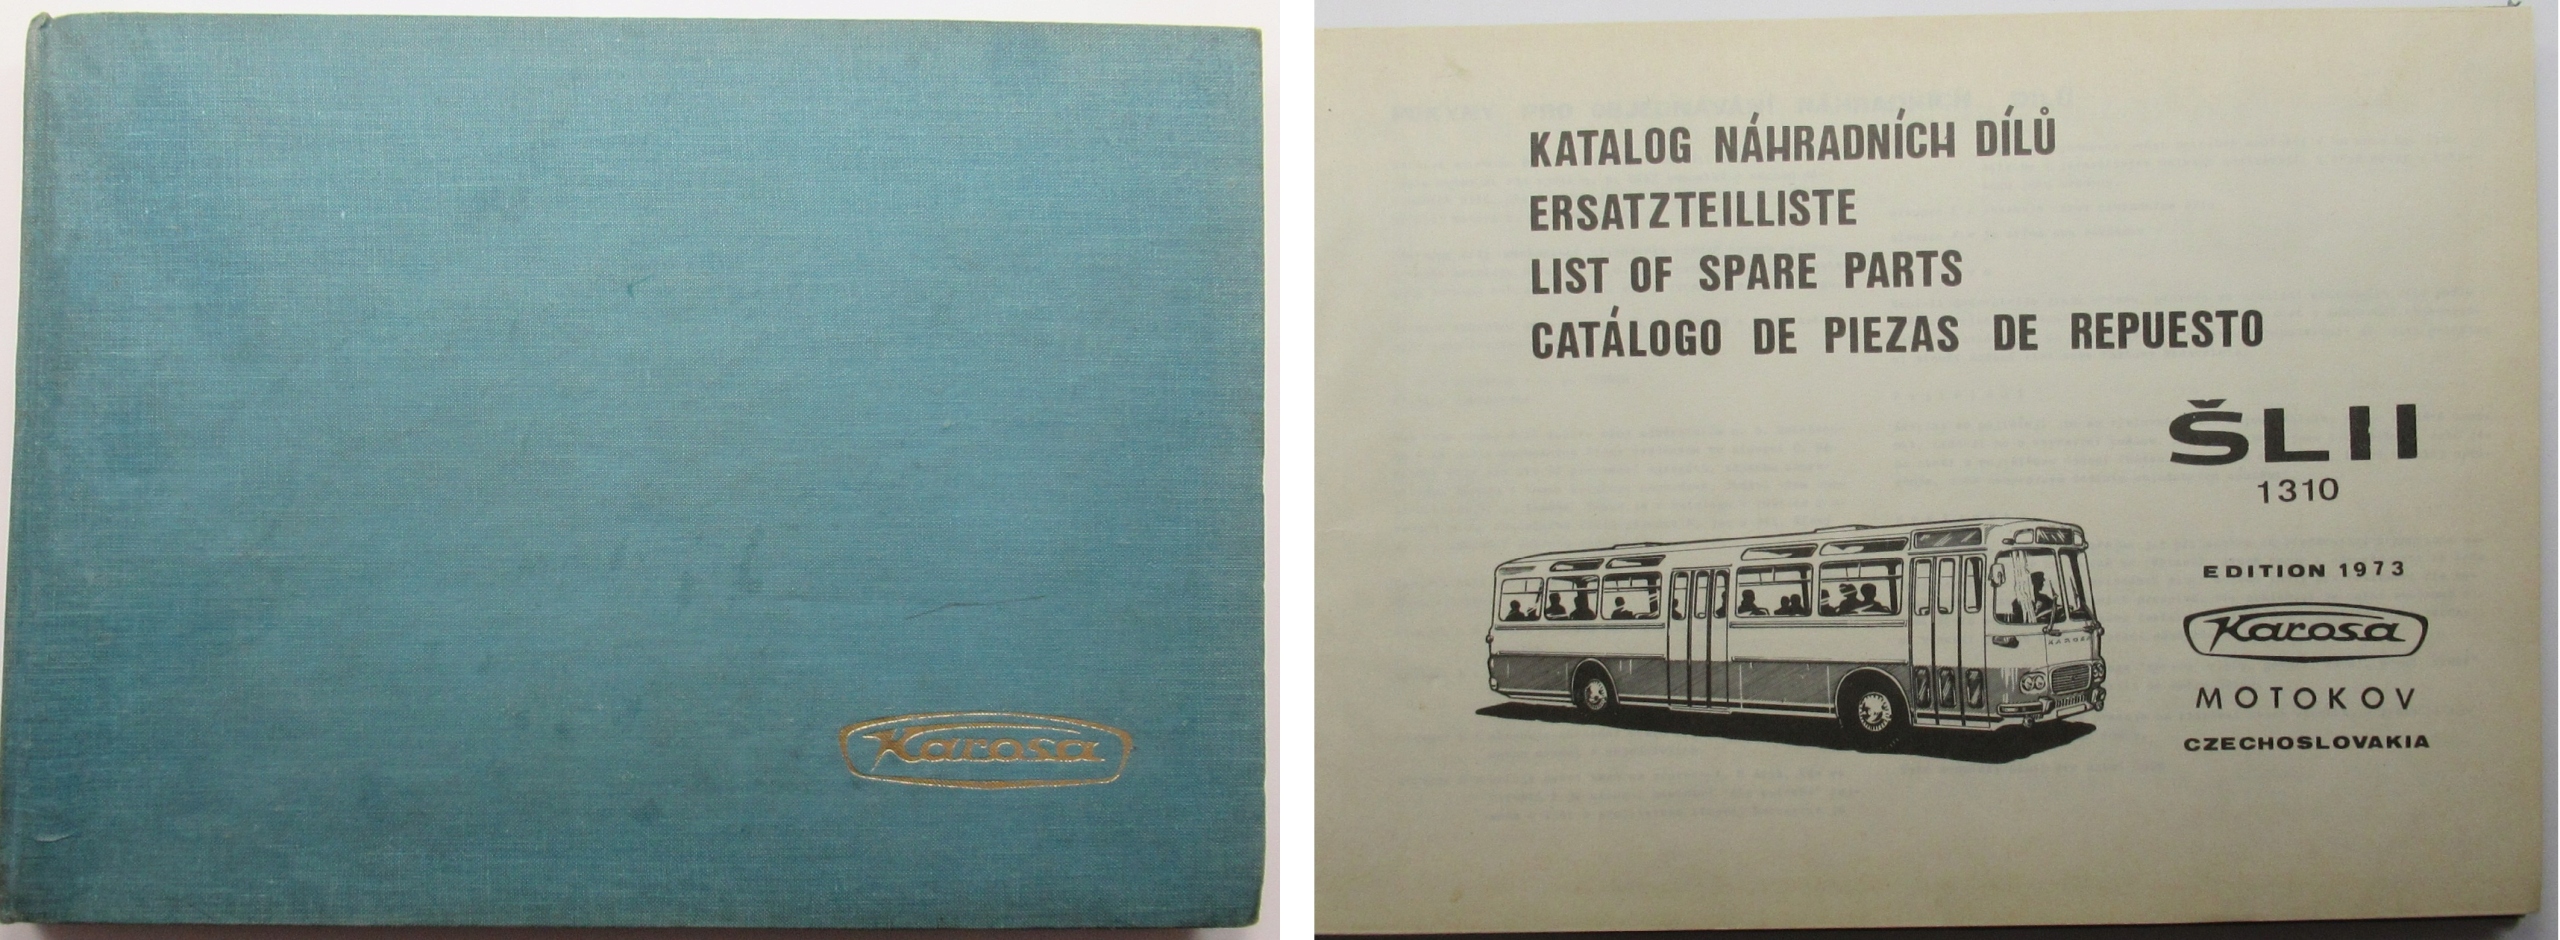 Karosa
KATALOG NÁHRADNÍCH DÍLŮ
ERSATZTEILLISTE
LIST OF SPARE PARTS
CATÁLOGO DE PIEZAS DE REPUESTO
ŠL11
1310
EDITION 1973
Karosa
MOTOKOV
CZECHOSLOVAKIA
KAROSA